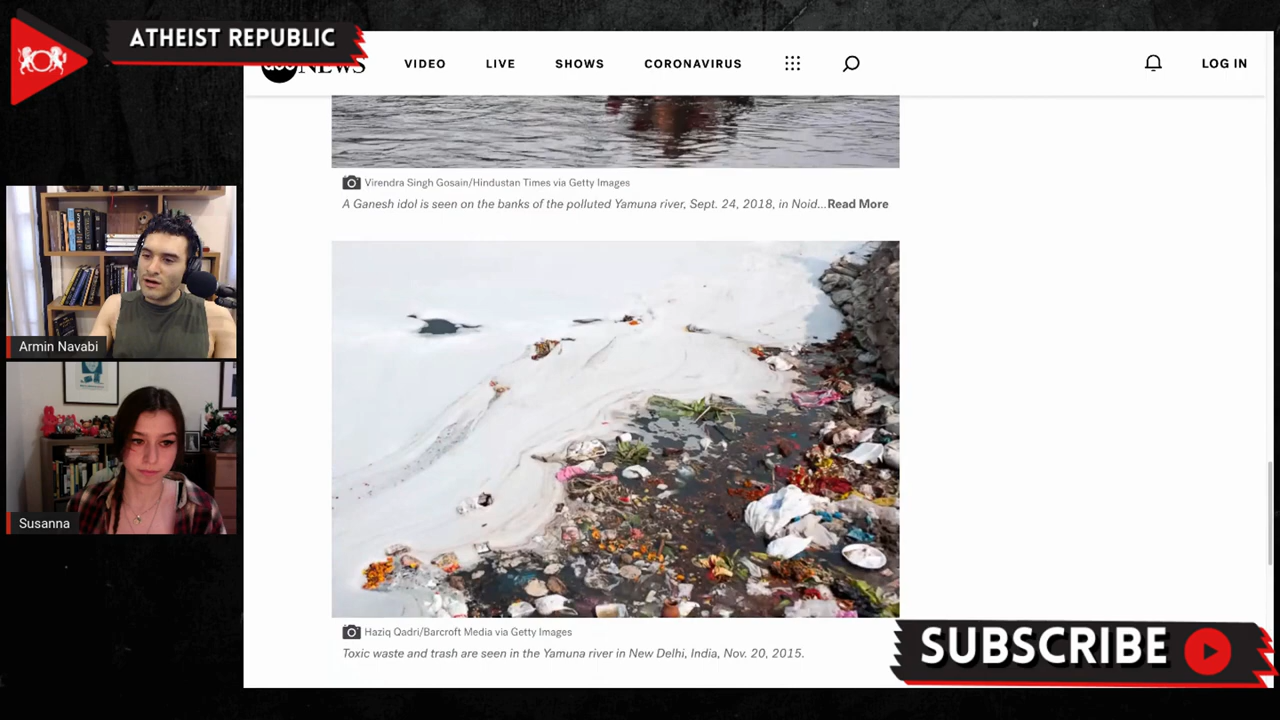 ATHEIST REPUBLIC
abc NEWS
VIDEO
LIVE
SHOWS
CORONAVIRUS
LOG IN
Virendra Singh Gosain/Hindustan Times via Getty Images
A Ganesh idol is seen on the banks of the polluted Yamuna river, Sept. 24, 2018, in Noid...Read More
Armin Navabi
Susanna
Haziq Qadri/Barcroft Media via Getty Images
Toxic waste and trash are seen in the Yamuna river in New Delhi, India, Nov. 20, 2015.
SUBSCRIBE